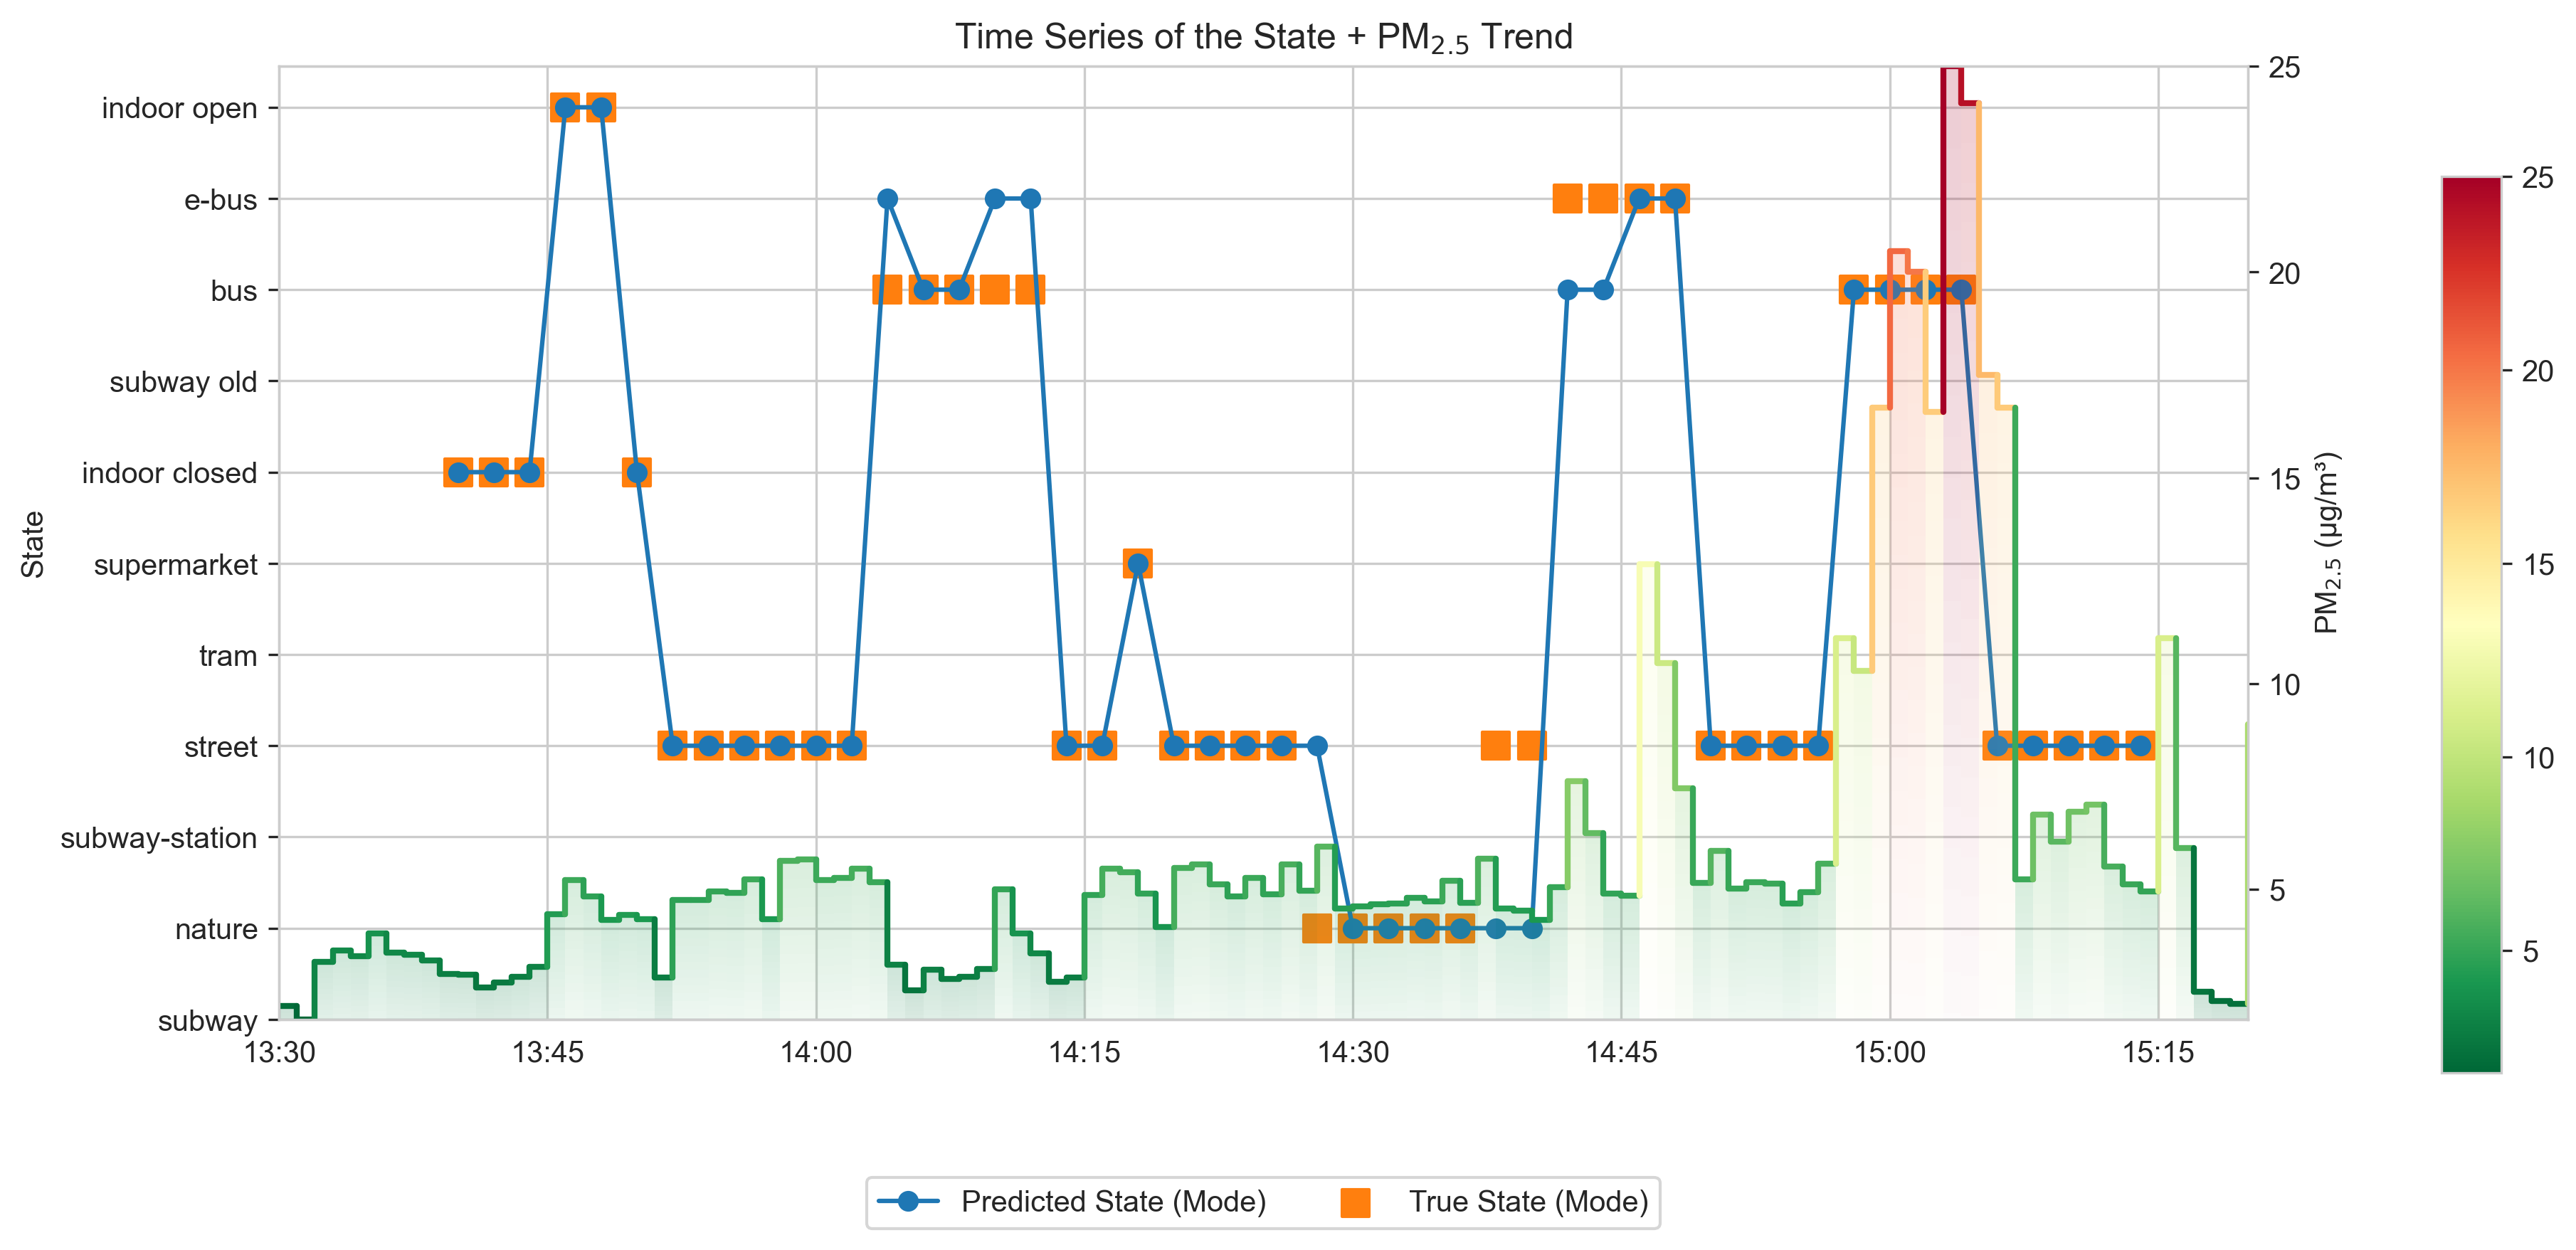 Time Series of the State + PM2.5 Trend
State
indoor open
e-bus
bus
subway old
indoor closed
supermarket
tram
street
subway-station
nature
subway
13:30 13:45 14:00 14:15 14:30 14:45 15:00 15:15
25
20
15
10
5
PM2.5 (µg/m³)
25
20
15
10
5
Predicted State (Mode) True State (Mode)